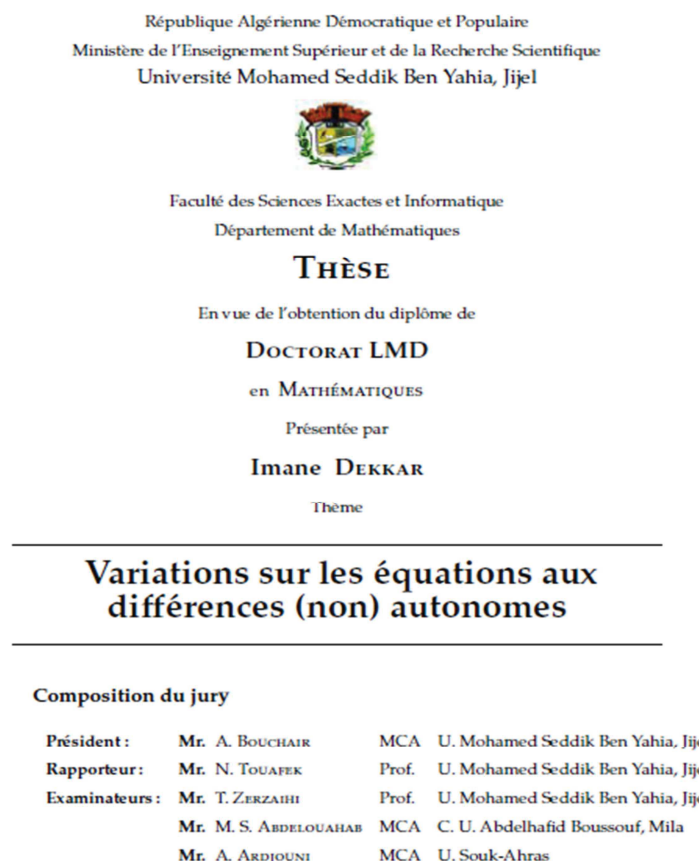 République Algérienne Démocratique et Populaire
Ministère de l'Enseignement Supérieur et de la Recherche Scientifique
Université Mohamed Seddik Ben Yahia, Jijel
Faculté des Sciences Exactes et Informatique
Département de Mathématiques
THÈSE
En vue de l'obtention du diplôme de
DOCTORAT LMD
en MATHÉMATIQUES
Présentée par
Imane DEKKAR
Thème
Variations sur les équations aux
différences (non) autonomes
Composition du jury
Président : Mr. A. BOUCHAIR MCA U. Mohamed Seddik Ben Yahia, Jije
Rapporteur : Mr. N. TOUAFEK Prof. U. Mohamed Seddik Ben Yahia, Jije
Examinateurs : Mr. T. ZERZAIHI Prof. U. Mohamed Seddik Ben Yahia, Jije
Mr. M. S. ABDELOUAHAB MCA C. U. Abdelhafid Boussouf, Mila
Mr. A. ARDJOUNI MCA U. Souk-Ahras